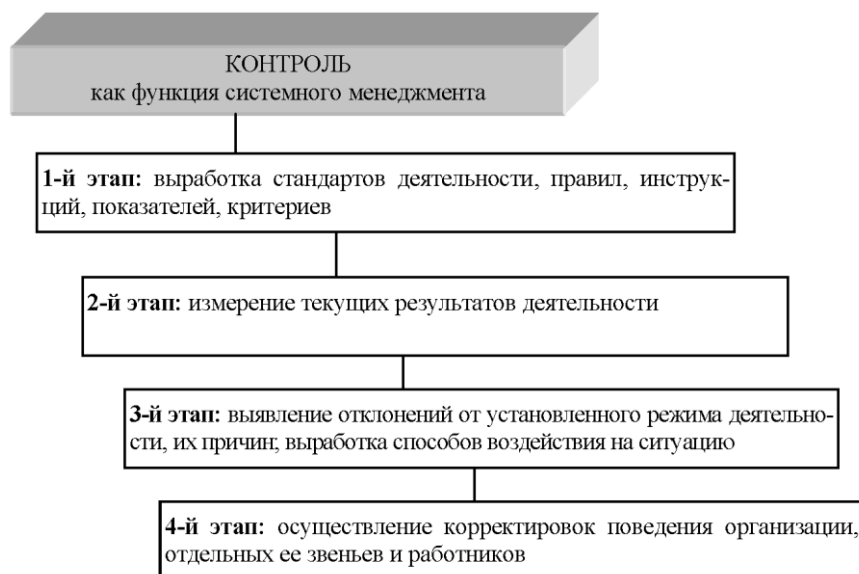 КОНТРОЛЬ
как функция системного менеджмента
1-й этап: выработка стандартов деятельности, правил, инструк-
ций, показателей, критериев
2-й этап: измерение текущих результатов деятельности
3-й этап: выявление отклонений от установленного режима деятельно-
сти, их причин; выработка способов воздействия на ситуацию
4-й этап: осуществление корректировок поведения организации,
отдельных ее звеньев и работников